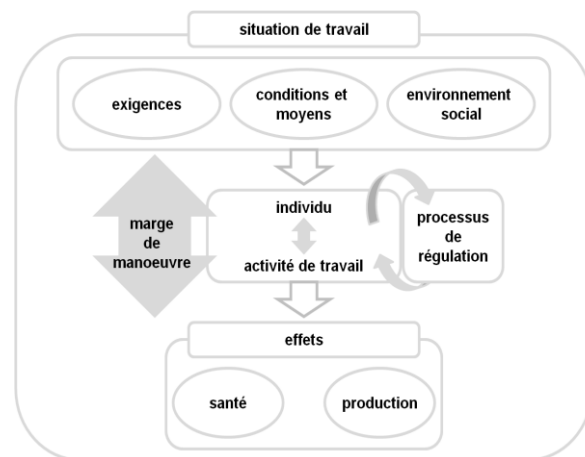 situation de travail
exigences
conditions et
moyens
environnement
social
marge
de
manoeuvre
individu
activité de travail
processus
de
régulation
effets
santé
production